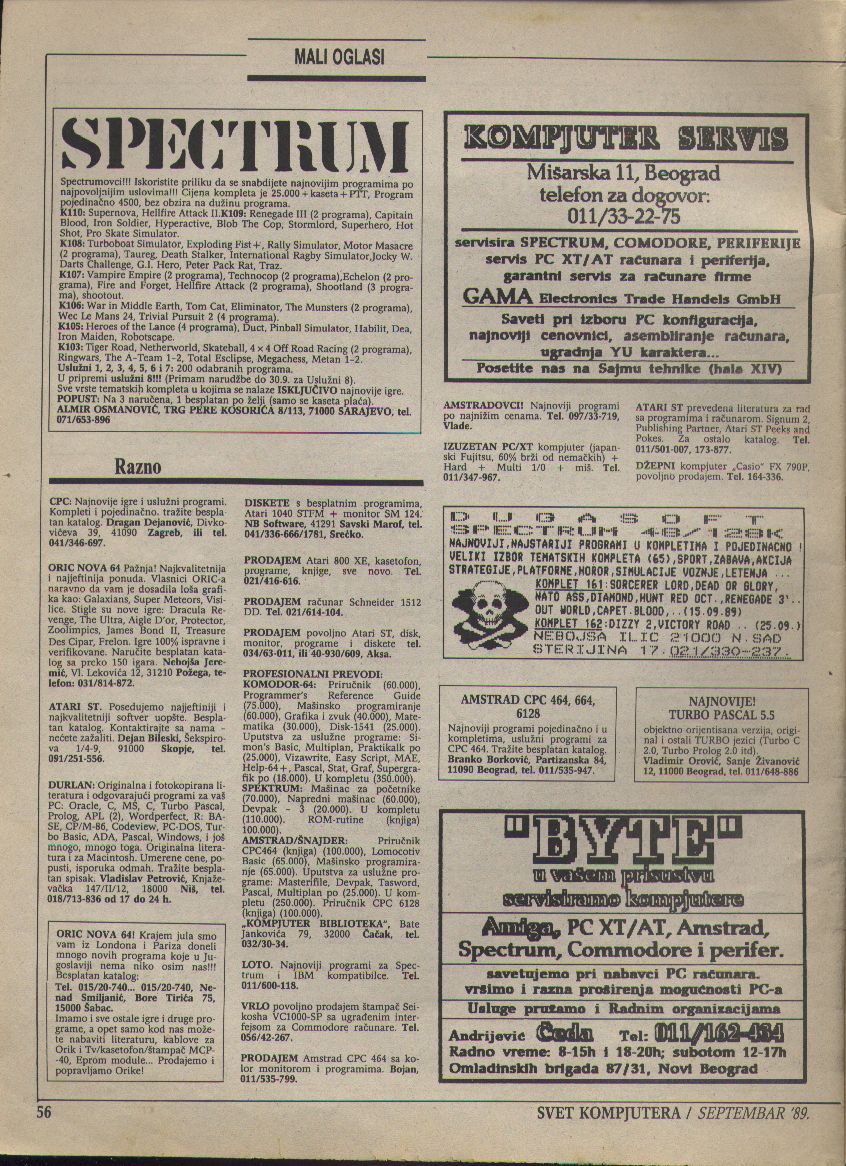 MALI OGLASI
SPECTRUM
Spectrumovci!!! Iskoristite priliku da se snabdijete najnovijim programima po
najpovoljnijim uslovima!!! Cijena kompleta je 25.000 + kaseta + PTT, Program
pojedinačno 4500, bez obzira na dužinu programa.
K110: Supernova, Hellfire Attack II.K109: Renegade III (2 programa), Capitain
Blood, Iron Soldier, Hyperactive, Blob The Cop, Stormlord, Superhero, Hot
Shot, Pro Skate Simulator.
K108: Turboboat Simulator, Exploding Fist+, Rally Simulator, Motor Masacre
(2 programa), Taureg, Death Stalker, International Ragby Simulator,Jocky W.
Darts Challenge, G.I. Hero, Peter Pack Rat, Traz.
K107: Vampire Empire (2 programa), Technocop (2 programa),Echelon (2 pro-
grama), Fire and Forget, Hellfire Attack (2 programa), Shootland (3 progra-
ma), shootout.
K106: War in Middle Earth, Tom Cat, Eliminator, The Munsters (2 programa),
Wec Le Mans 24, Trivial Pursuit 2 (4 programa).
K105: Heroes of the Lance (4 programa), Duct, Pinball Simulator, Habilit, Dea,
Iron Maiden, Robotscape.
K103: Tiger Road, Netherworld, Skateball, 4 x 4 Off Road Racing (2 programa),
Ringwars, The A-Team 1-2, Total Esclipse, Megachess, Metan 1-2.
Uslužni 1, 2, 3, 4, 5, 6 i 7: 200 odabranih programa.
U pripremi uslužni 8!!! (Primam narudžbe do 30.9. za Uslužni 8).
Sve vrste tematskih kompleta u kojima se nalaze ISKLJUČIVO najnovije igre.
POPUST: Na 3 naručena, 1 besplatan po želji (samo se kaseta plaća).
ALMIR OSMANOVIĆ, TRG PERE KOSORIĆA 8/113, 71000 SARAJEVO, tel.
071/653-896
Razno
CPC: Najnovije igre i uslužni programi.
Kompleti i pojedinačno. tražite bespla-
tan katalog. Dragan Dejanović, Divko-
vićeva 39, 41090 Zagreb, ili tel.
041/346-697.
ORIC NOVA 64 Pažnja! Najkvalitetnija
i najjeftinija ponuda. Vlasnici ORIC-a
naravno da vam je dosadila loša grafi-
ka kao: Galaxians, Super Meteors, Visi-
lice. Stigle su nove igre: Dracula Re-
venge, The Ultra, Aigle D'or, Protector,
Zoolimpics, James Bond II, Treasure
Des Cipar, Frelon. Igre 100% ispravne i
verifikovane. Naručite besplatan kata-
log sa preko 150 igara. Nebojša Jere-
mić, Vl. Lekovića 12, 31210 Požega, te-
lefon: 031/814-872.
ATARI ST. Posedujemo najjeftiniji i
najkvalitetniji softver uopšte. Bespla-
tan katalog. Kontaktirajte sa nama -
nećete zažaliti. Dejan Bileski, Šekspiro-
va 1/4-9, 91000 Skopje, tel.
091/251-556.
DURLAN: Originalna i fotokopirana li-
teratura i odgovarajući programi za vaš
PC: Oracle, C, MS, C, Turbo Pascal,
Prolog, APL (2), Wordperfect, R: BA-
SE, CP/M-86, Codeview, PC-DOS, Tur-
bo Basic, ADA, Pascal, Windows, i još
mnogo, mnogo toga. Originalna litera-
tura i za Macintosh. Umerene cene, po-
pusti, isporuka odmah. Tražite bespla-
tan spisak. Vladislav Petrović, Knjaže-
vačka 147/II/12, 18000 Niš, tel.
018/713-836 od 17 do 24 h.
ORIC NOVA 64! Krajem jula smo
vam iz Londona i Pariza doneli
mnogo novih programa koje u Ju-
goslaviji nema niko osim nas!!!
Besplatan katalog:
Tel. 015/20-740... 015/20-740, Ne-
nad Smiljanić, Bore Tirića 75,
15000 Šabac.
Imamo i sve ostale igre i druge pro-
grame, a opet samo kod nas može-
te nabaviti literaturu, kablove za
Orik i Tv/kasetofon/štampač MCP-
-40, Eprom module... Prodajemo i
popravljamo Orike!
DISKETE s besplatnim programima,
Atari 1040 STFM + monitor SM 124.
NB Software, 41291 Savski Marof, tel.
041/336-666/1781, Srećko.
PRODAJEM Atari 800 XE, kasetofon,
programe, knjige, sve novo. Tel.
021/416-616.
PRODAJEM računar Schneider 1512
DD. Tel. 021/614-104.
PRODAJEM povoljno Atari ST, disk,
monitor, programe i diskete tel.
034/63-011, ili 40-930/609, Aksa.
PROFESIONALNI PREVODI:
KOMODOR-64: Priručnik (60.000),
Programmer's Reference Guide
(75.000), Mašinsko programiranje
(60.000), Grafika i zvuk (40.000), Mate-
matika (30.000), Disk-1541 (25.000).
Uputstva za uslužne programe: Si-
mon's Basic, Multiplan, Praktikalk po
(25.000), Vizawrite, Easy Script, MAE,
Help-64+, Pascal, Stat, Graf, Supergra-
fik po (18.000). U kompletu (350.000).
SPEKTRUM: Mašinac za početnike
(70.000), Napredni mašinac (60.000),
Devpak - 3 (20.000). U kompletu
(110.000). ROM-rutine (knjiga)
100.000).
AMSTRAD/ŠNAJDER: Priručnik
CPC464 (knjiga) (100.000), Lomocotiv
Basic (65.000), Mašinsko programira-
nje (65.000). Uputstva za uslužne pro-
grame: Masterifile, Devpak, Tasword,
Pascal, Multiplan po (25.000). U kom-
pletu (250.000). Priručnik CPC 6128
(knjiga) (100.000).
„KOMPJUTER BIBLIOTEKA", Bate
Jankovića 79, 32000 Čačak, tel.
032/30-34.
LOTO. Najnoviji programi za Spec-
trum i IBM kompatibilce. Tel.
011/600-118.
VRLO povoljno prodajem štampač Sei-
kosha VC1000-SP sa ugrađenim inter-
fejsom za Commodore računare. Tel.
056/42-267.
PRODAJEM Amstrad CPC 464 sa ko-
lor monitorom i programima. Bojan,
011/535-799.
KOMPJUTER SERVIS
Mišarska 11, Beograd
telefon za dogovor:
011/33-22-75
servisira SPECTRUM, COMODORE, PERIFERIJE
servis PC XT/AT računara i periferija,
garantni servis za računare firme
GAMA Electronics Trade Handels GmbH
Saveti pri izboru PC konfiguracija,
najnoviji cenovnici, asembliranje računara,
ugradnja YU karaktera...
Posetite nas na Sajmu tehnike (hala XIV)
AMSTRADOVCI! Najnoviji programi
po najnižim cenama. Tel. 097/33-719,
Vlade.
IZUZETAN PC/XT kompjuter (japan-
ski Fujitsu, 60% brži od nemačkih) +
Hard + Multi 1/0 + miš. Tel.
011/347-967.
ATARI ST prevedena literatura za rad
sa programima i računarom. Signum 2,
Publishing Partner, Atari ST Peeks and
Pokes. Za ostalo katalog. Tel.
011/501-007, 173-877.
DŽEPNI kompjuter „Casio" FX 790P,
povoljno prodajem. Tel. 164-336.
DUGASOFT
SPECTRUM 48/128K
NAJNOVIJI,NAJSTARIJI PROGRAMI U KOMPLETIMA I POJEDINACNO !
VELIKI IZBOR TEMATSKIH KOMPLETA (65),SPORT,ZABAVA,AKCIJA
STRATEGIJE,PLATFORME,HOROR,SIMULACIJE VOZNJE,LETENJA ...
KOMPLET 161:SORCERER LORD,DEAD OR GLORY,
NATO ASS,DIAMOND,HUNT RED OCT.,RENEGADE 3'..
OUT WORLD,CAPET.BLOOD,..(15.09.89)
KOMPLET 162:DIZZY 2,VICTORY ROAD .. (25.09.)
NEBOJSA ILIC 21000 N.SAD
STERIJINA 17.021/330-237.
AMSTRAD CPC 464, 664,
6128
Najnoviji programi pojedinačno i u
kompletima, uslužni programi za
CPC 464. Tražite besplatan katalog.
Branko Borković, Partizanska 84,
11090 Beograd, tel. 011/535-947.
NAJNOVIJE!
TURBO PASCAL 5.5
objektno orijentisana verzija, origi-
nal i ostali TURBO jezici (Turbo C
2.0, Turbo Prolog 2.0 itd).
Vladimir Orović, Sanje Živanović
12, 11000 Beograd, tel. 011/648-886
"BYTE"
u vašem prisustvu
servisiramo kompjutere
Amiga, PC XT/AT, Amstrad,
Spectrum, Commodore i perifer.
savetujemo pri nabavci PC računara.
vršimo i razna proširenja mogućnosti PC-a
Usluge pružamo i Radnim organizacijama
Andrijević Čeda Tel: 011/162-434
Radno vreme: 8-15h i 18-20h; subotom 12-17h
Omladinskih brigada 87/31, Novi Beograd
56
SVET KOMPJUTERA / SEPTEMBAR '89.